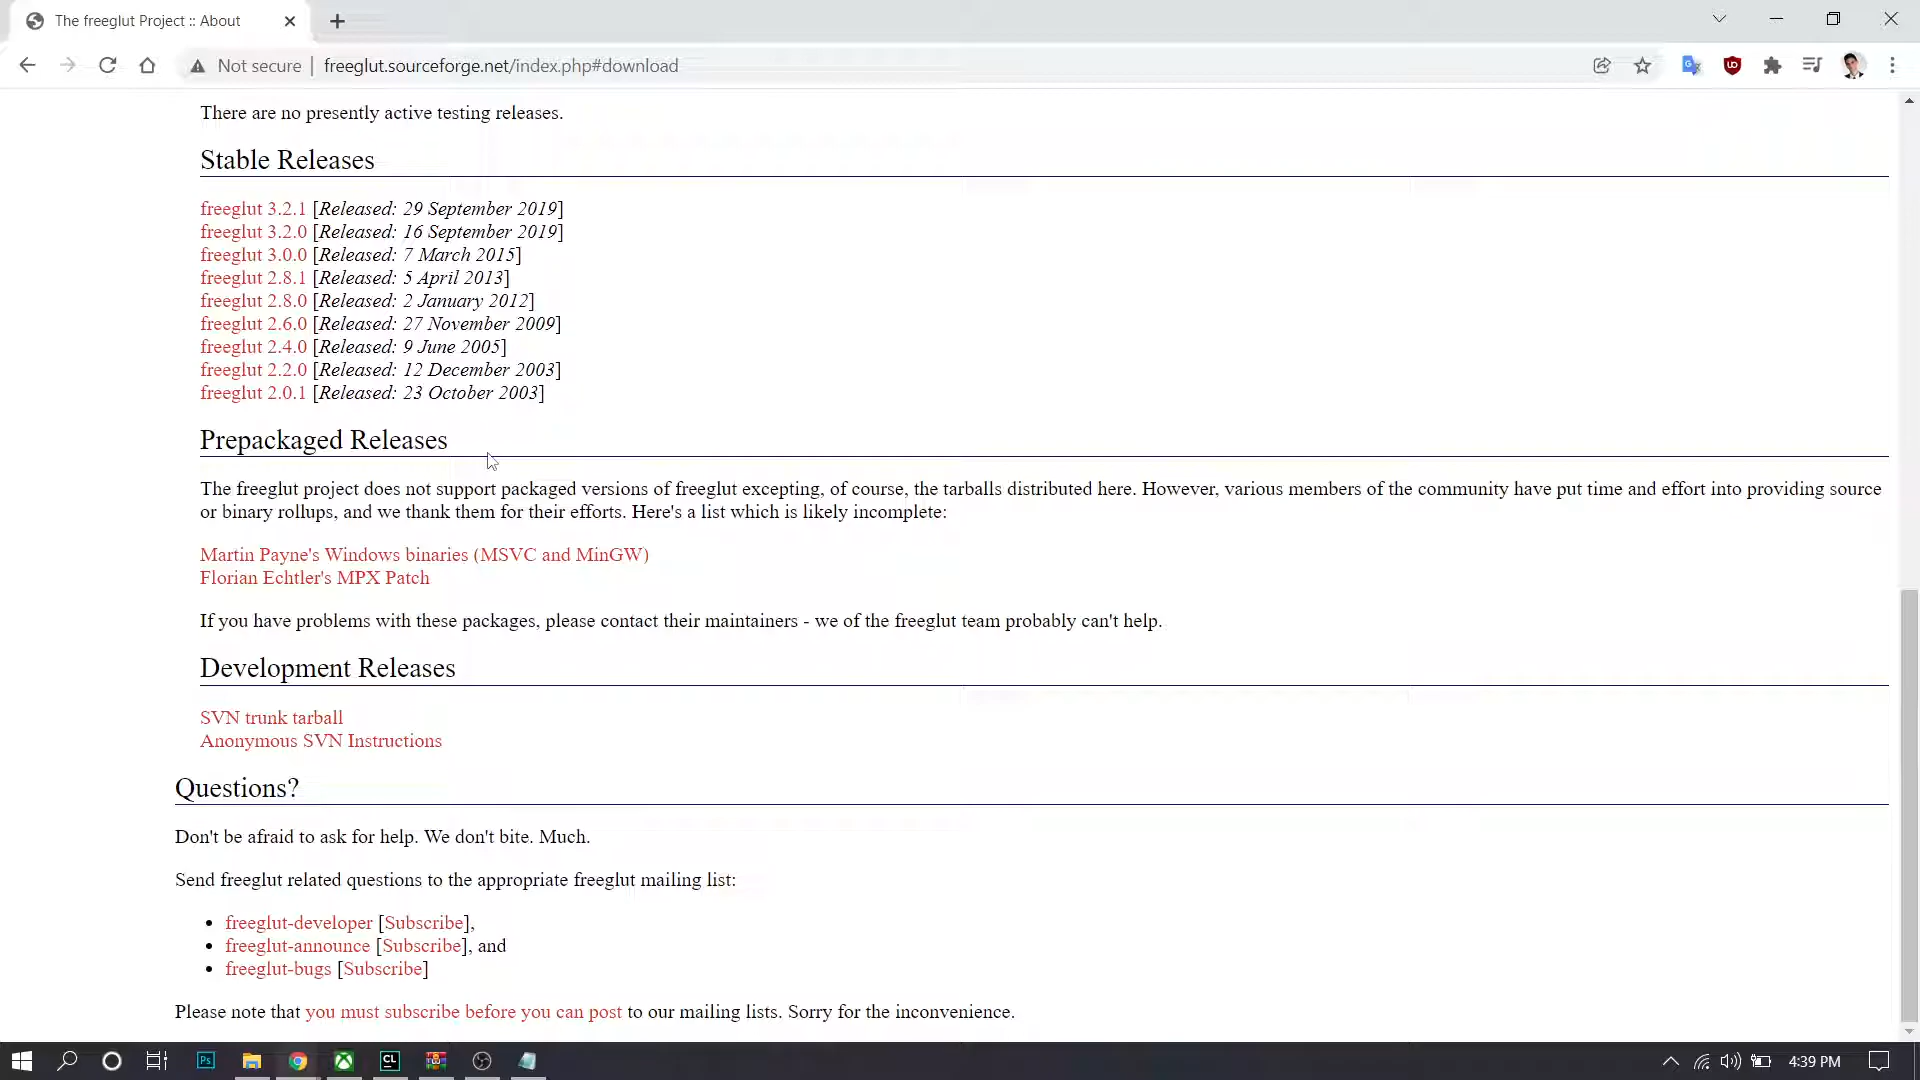 The freeglut Project :: About
Not secure | freeglut.sourceforge.net/index.php#download
There are no presently active testing releases.
Stable Releases
freeglut 3.2.1 [Released: 29 September 2019]
freeglut 3.2.0 [Released: 16 September 2019]
freeglut 3.0.0 [Released: 7 March 2015]
freeglut 2.8.1 [Released: 5 April 2013]
freeglut 2.8.0 [Released: 2 January 2012]
freeglut 2.6.0 [Released: 27 November 2009]
freeglut 2.4.0 [Released: 9 June 2005]
freeglut 2.2.0 [Released: 12 December 2003]
freeglut 2.0.1 [Released: 23 October 2003]
Prepackaged Releases
The freeglut project does not support packaged versions of freeglut excepting, of course, the tarballs distributed here. However, various members of the community have put time and effort into providing source
or binary rollups, and we thank them for their efforts. Here's a list which is likely incomplete:
Martin Payne's Windows binaries (MSVC and MinGW)
Florian Echtler's MPX Patch
If you have problems with these packages, please contact their maintainers - we of the freeglut team probably can't help.
Development Releases
SVN trunk tarball
Anonymous SVN Instructions
Questions?
Don't be afraid to ask for help. We don't bite. Much.
Send freeglut related questions to the appropriate freeglut mailing list:
• freeglut-developer [Subscribe],
• freeglut-announce [Subscribe], and
• freeglut-bugs [Subscribe]
Please note that you must subscribe before you can post to our mailing lists. Sorry for the inconvenience.
Ps
CL
4:39 PM